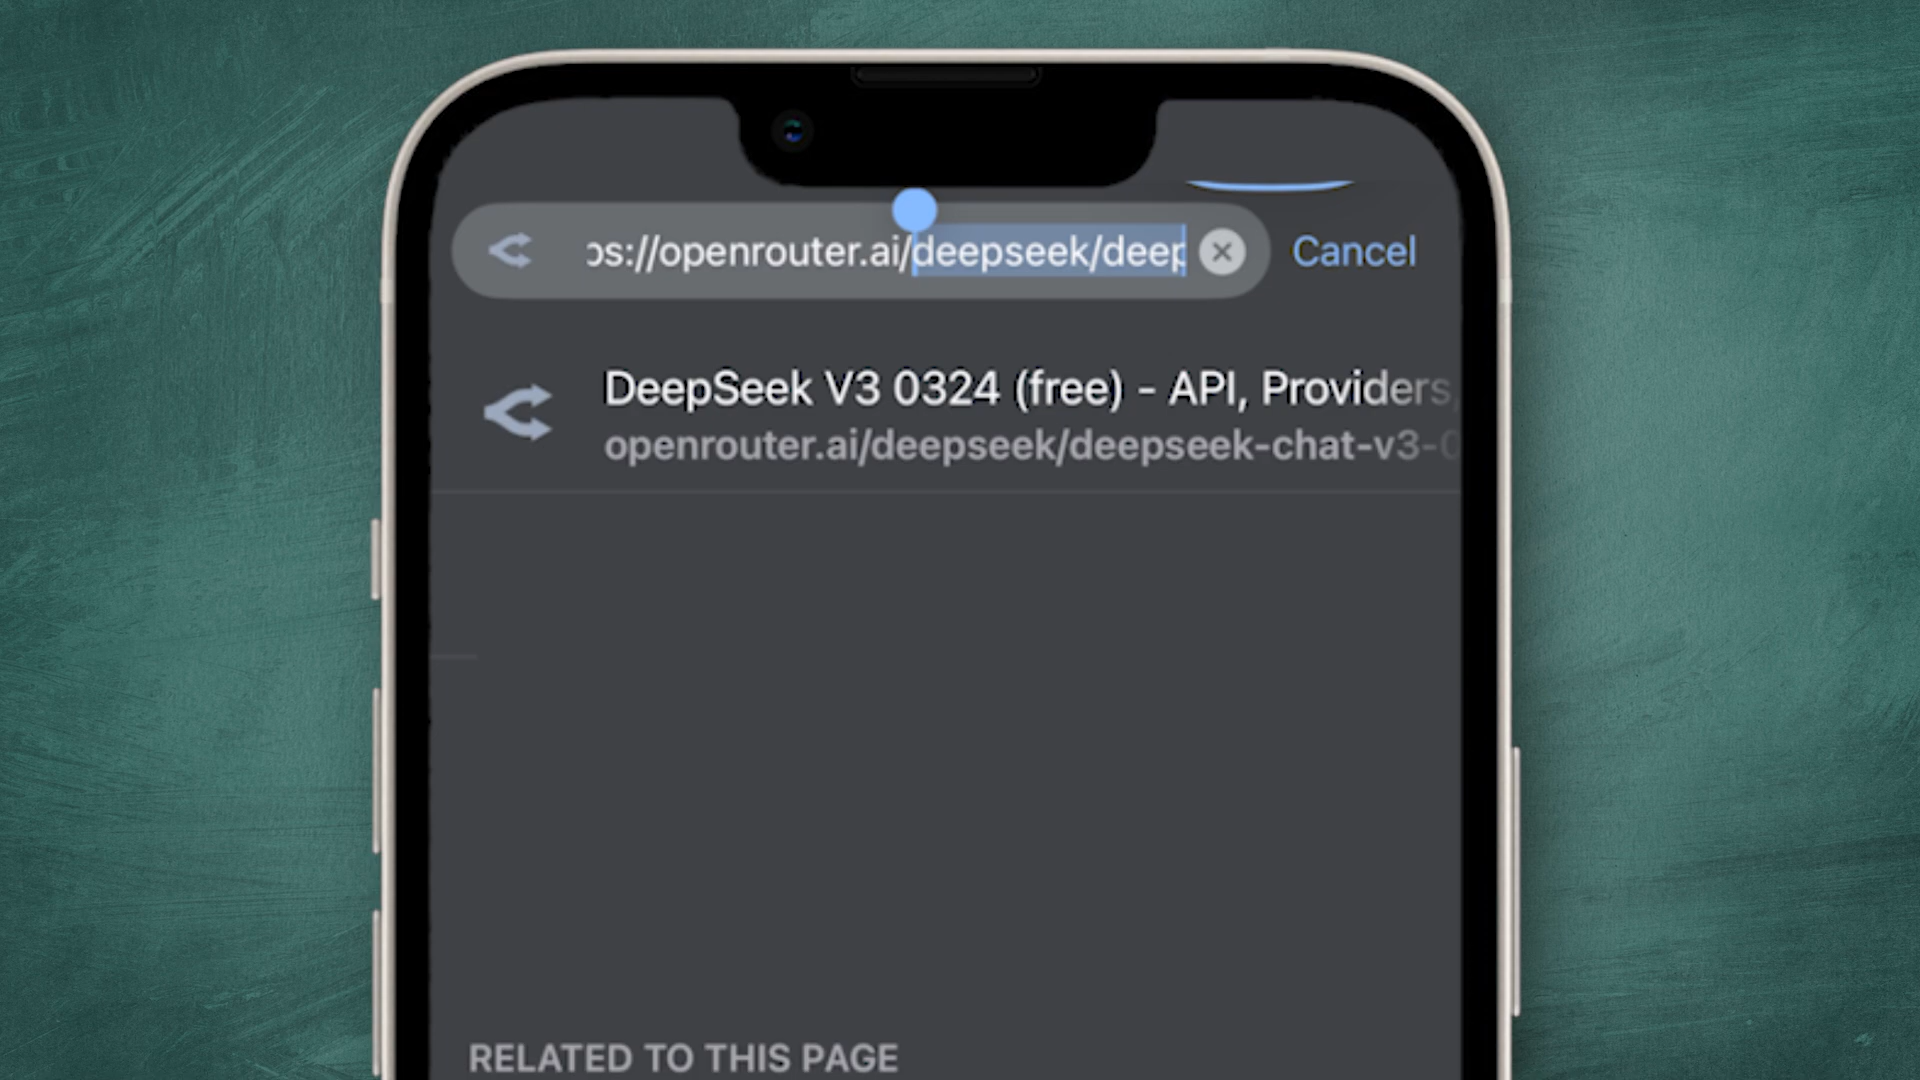 ps://openrouter.ai/deepseek/deep
Cancel
DeepSeek V3 0324 (free) - API, Providers,
openrouter.ai/deepseek/deepseek-chat-v3-0
RELATED TO THIS PAGE